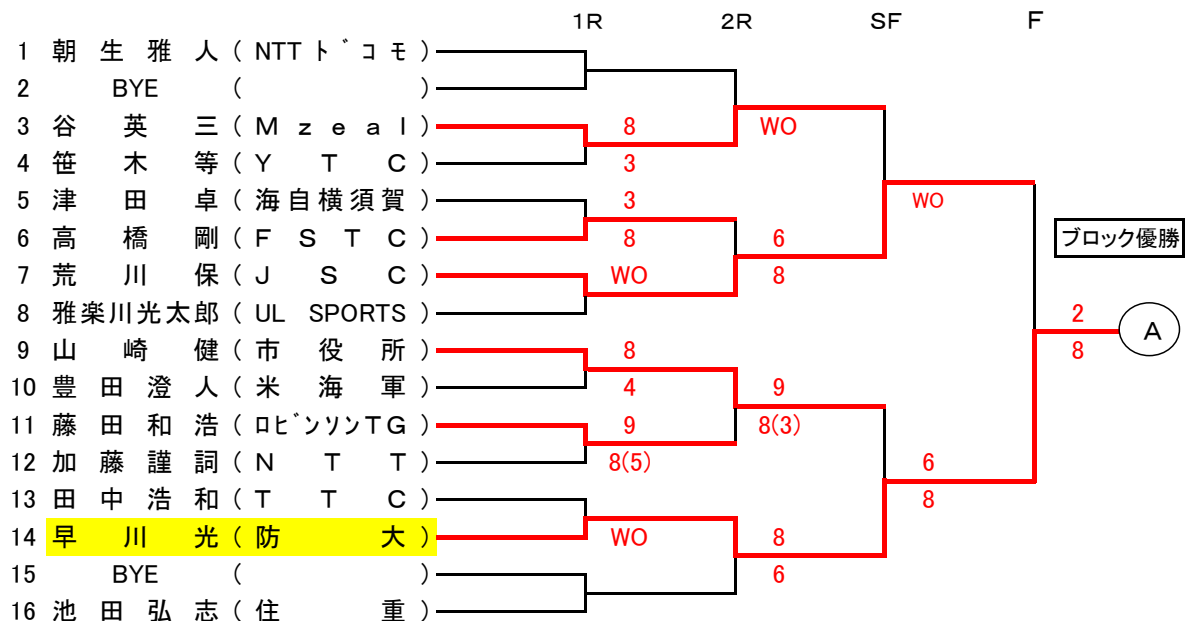 1R 2R SF F
1 朝生雅人(NTTドコモ)
2 BYE ( )
3 谷英三(Mzeal) 8 WO
4 笹木等(YTC) 3
5 津田卓(海自横須賀) 3 WO
6 高橋剛(FSTC) 8 6 ブロック優勝
7 荒川保(JSC) WO 8
8 雅楽川光太郎(UL SPORTS) 2
9 山崎健(市役所) 8 8 A
10 豊田澄人(米海軍) 4 9
11 藤田和浩(ロビンソンTG) 9 8(3)
12 加藤謹詞(NTT) 8(5) 6
13 田中浩和(TTC) 8
14 早川光(防大) WO 8
15 BYE ( ) 6
16 池田弘志(住重)